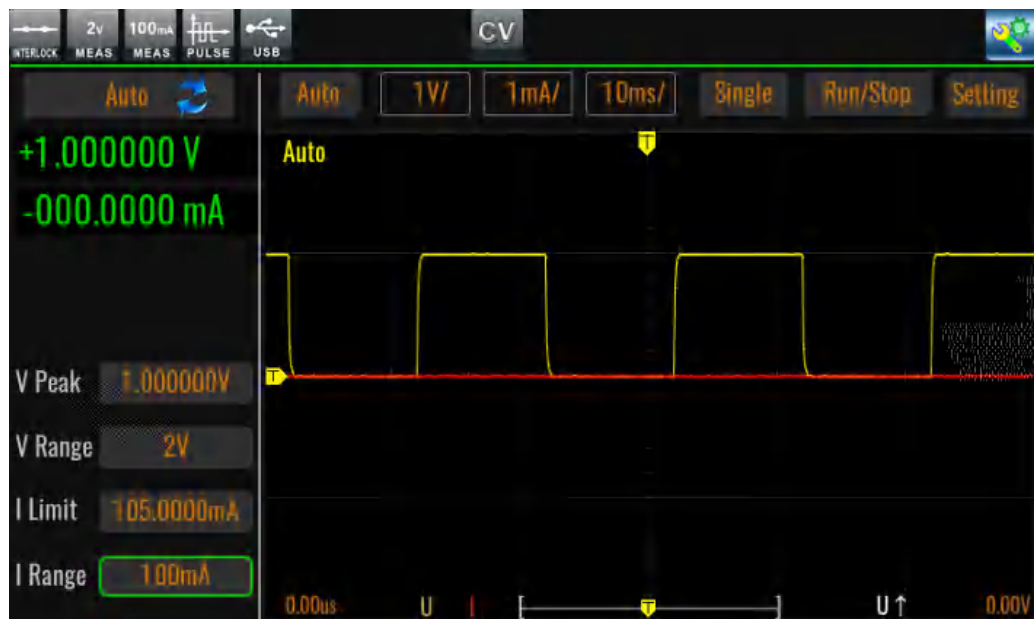 2V 100mA CV
INTERLOCK MEAS MEAS PULSE USB
Auto Auto 1V/ 1mA/ 10ms/ Single Run/Stop Setting
+1.000000 V
Auto T
-000.0000 mA
V Peak 1.000000V T
V Range 2V
I Limit 105.0000mA
I Range 100mA
0.00us U I [ T ] U↑ 0.00V